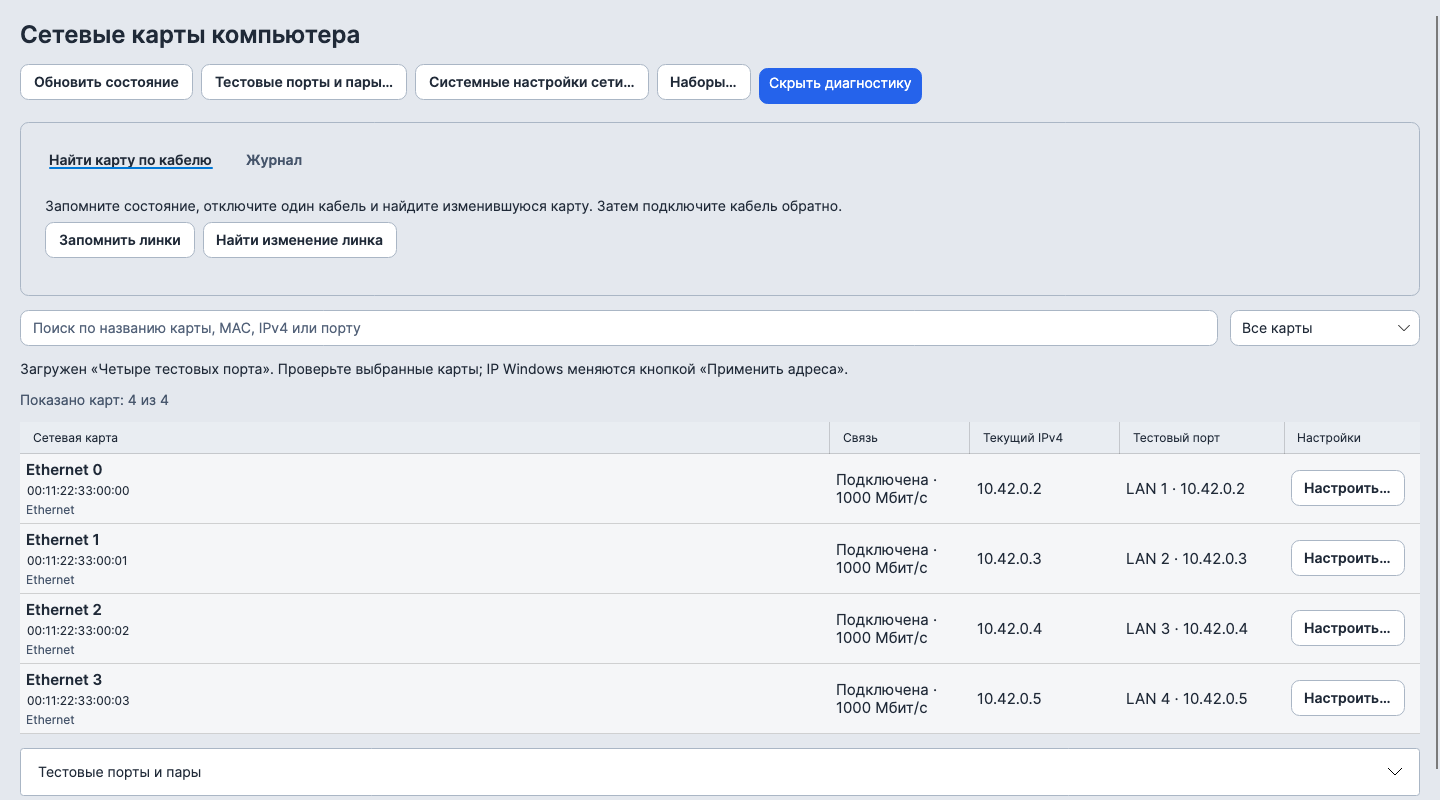 Сетевые карты компьютера
Обновить состояние
Тестовые порты и пары...
Системные настройки сети...
Наборы...
Скрыть диагностику
Найти карту по кабелю
Журнал
Запомните состояние, отключите один кабель и найдите изменившуюся карту. Затем подключите кабель обратно.
Запомнить линки
Найти изменение линка
Поиск по названию карты, MAC, IPv4 или порту
Все карты
Загружен «Четыре тестовых порта». Проверьте выбранные карты; IP Windows меняются кнопкой «Применить адреса».
Показано карт: 4 из 4
Сетевая карта
Связь
Текущий IPv4
Тестовый порт
Настройки
Ethernet 0
00:11:22:33:00:00
Ethernet
Подключена ·
1000 Мбит/с
10.42.0.2
LAN 1 · 10.42.0.2
Настроить...
Ethernet 1
00:11:22:33:00:01
Ethernet
Подключена ·
1000 Мбит/с
10.42.0.3
LAN 2 · 10.42.0.3
Настроить...
Ethernet 2
00:11:22:33:00:02
Ethernet
Подключена ·
1000 Мбит/с
10.42.0.4
LAN 3 · 10.42.0.4
Настроить...
Ethernet 3
00:11:22:33:00:03
Ethernet
Подключена ·
1000 Мбит/с
10.42.0.5
LAN 4 · 10.42.0.5
Настроить...
Тестовые порты и пары